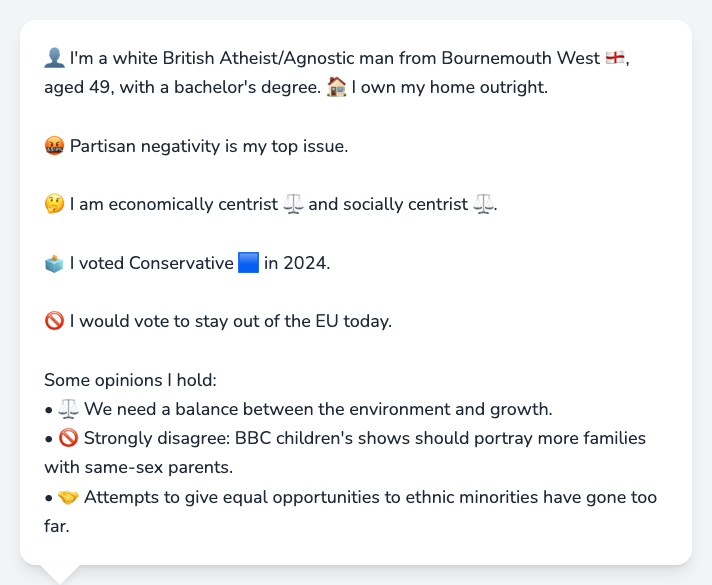 👤 I'm a white British Atheist/Agnostic man from Bournemouth West 🏴󠁧󠁢󠁥󠁮󠁧󠁿,
aged 49, with a bachelor's degree. 🏠 I own my home outright.
🤬 Partisan negativity is my top issue.
🤔 I am economically centrist ⚖️ and socially centrist ⚖️.
🗳️ I voted Conservative 🟦 in 2024.
🚫 I would vote to stay out of the EU today.
Some opinions I hold:
• ⚖️ We need a balance between the environment and growth.
• 🚫 Strongly disagree: BBC children's shows should portray more families
with same-sex parents.
• 🤝 Attempts to give equal opportunities to ethnic minorities have gone too
far.